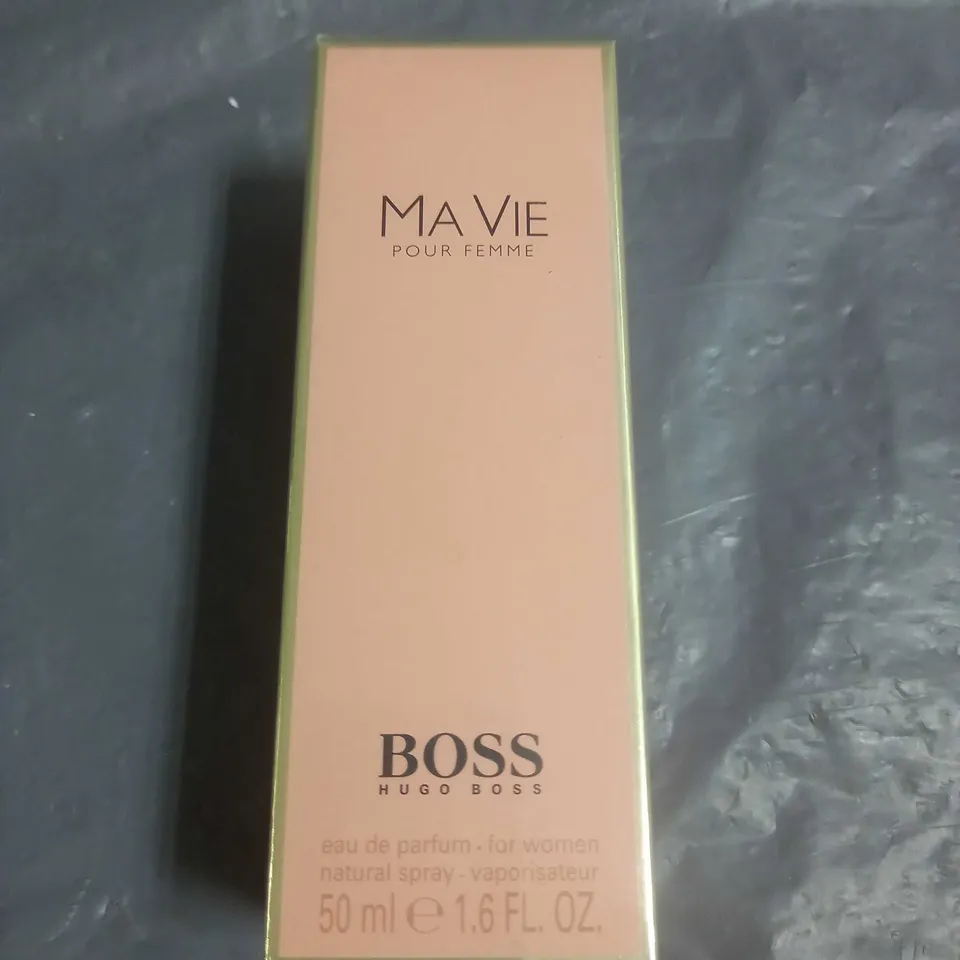 MA VIE
POUR FEMME
BOSS
HUGO BOSS
eau de parfum - for women
natural spray - vaporisateur
50 ml e 1.6 FL. OZ.